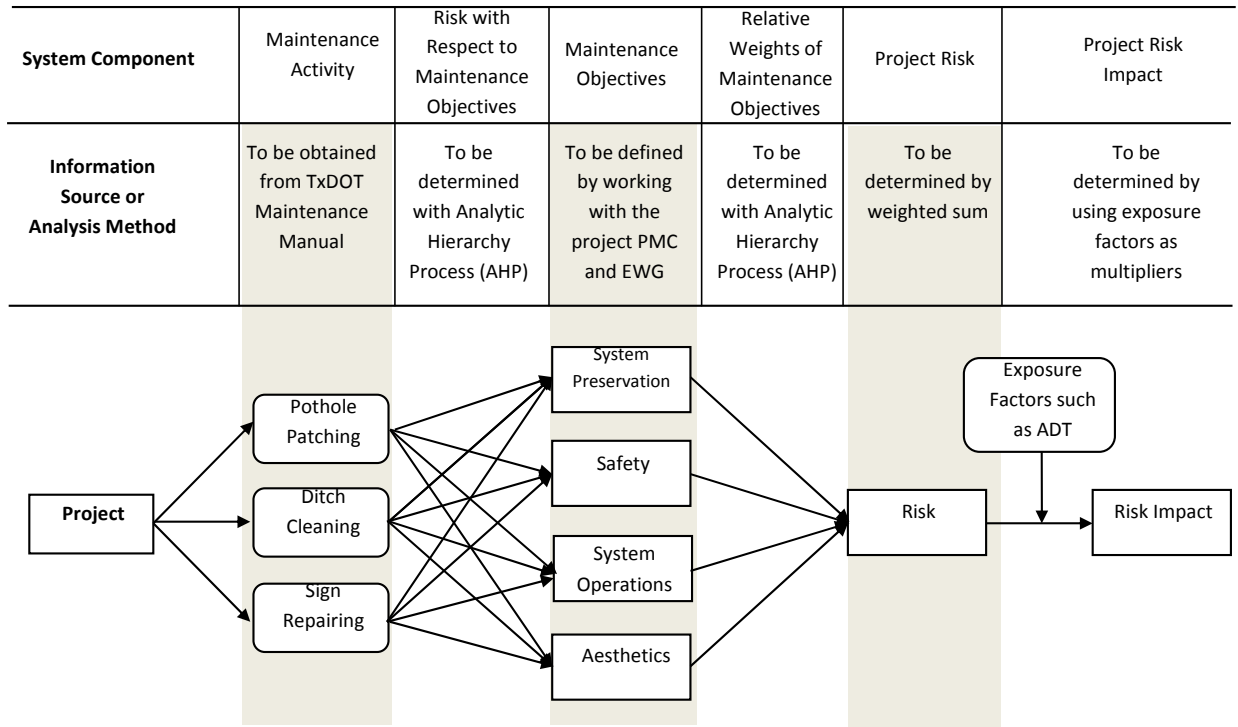 System Component
Maintenance
Activity
Risk with
Respect to
Maintenance
Objectives
Maintenance
Objectives
Relative
Weights of
Maintenance
Objectives
Project Risk
Project Risk
Impact
Information
Source or
Analysis Method
To be obtained
from TxDOT
Maintenance
Manual
To be
determined
with Analytic
Hierarchy
Process (AHP)
To be defined
by working
with the
project PMC
and EWG
To be
determined
with Analytic
Hierarchy
Process (AHP)
To be
determined by
weighted sum
To be
determined by
using exposure
factors as
multipliers
Project
Pothole
Patching
Ditch
Cleaning
Sign
Repairing
System
Preservation
Safety
System
Operations
Aesthetics
Risk
Exposure
Factors such
as ADT
Risk Impact